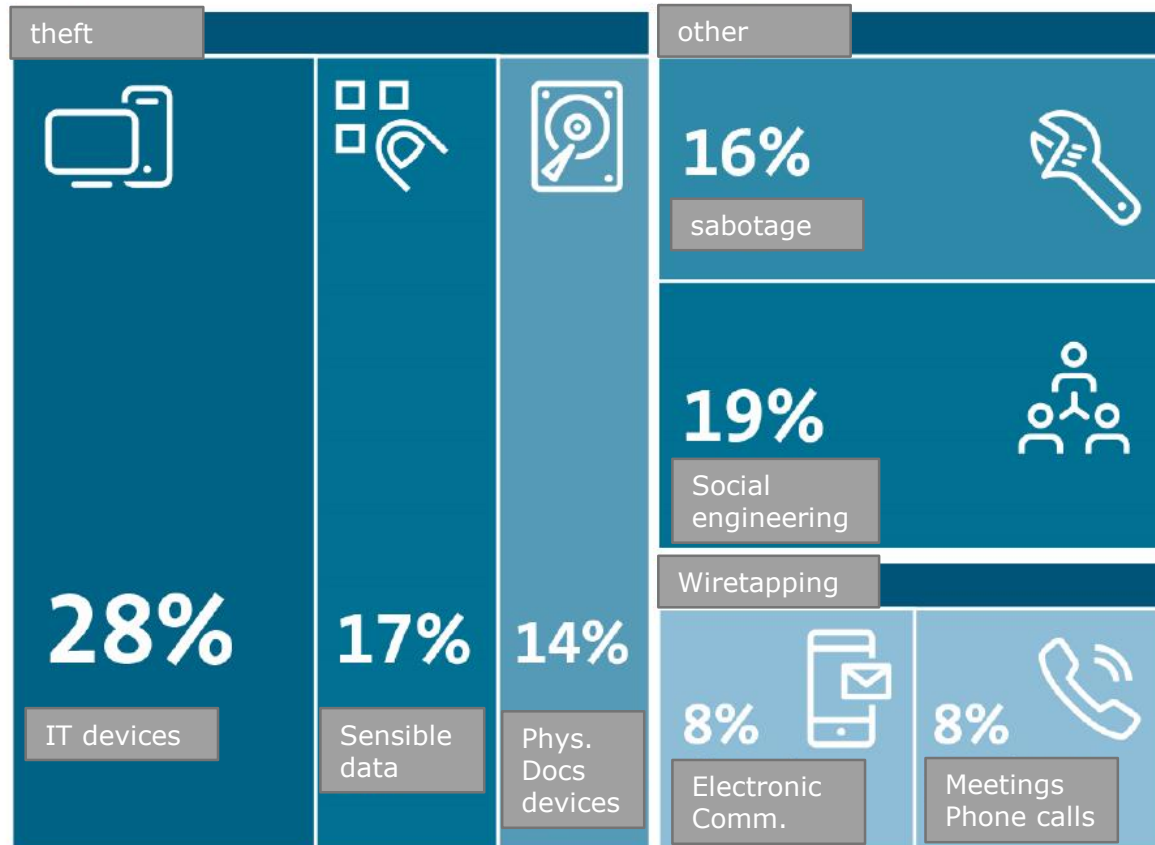 theft
28%
IT devices
17%
Sensible
data
14%
Phys.
Docs
devices
other
16%
sabotage
19%
Social
engineering
Wiretapping
8%
Electronic
Comm.
8%
Meetings
Phone calls